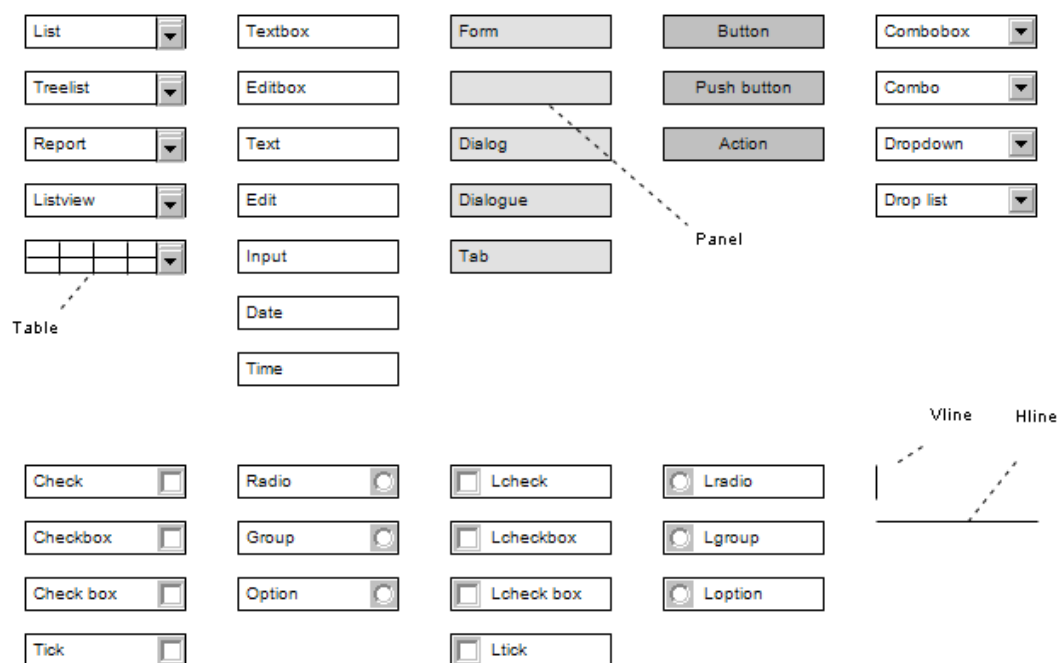 List
Textbox
Form
Button
Combobox
Treelist
Editbox
Push button
Combo
Report
Text
Dialog
Action
Dropdown
Listview
Edit
Dialogue
Drop list
Panel
Input
Tab
Table
Date
Time
Vline
Hline
Check
Radio
Lcheck
Lradio
Checkbox
Group
Lcheckbox
Lgroup
Check box
Option
Lcheck box
Loption
Tick
Ltick